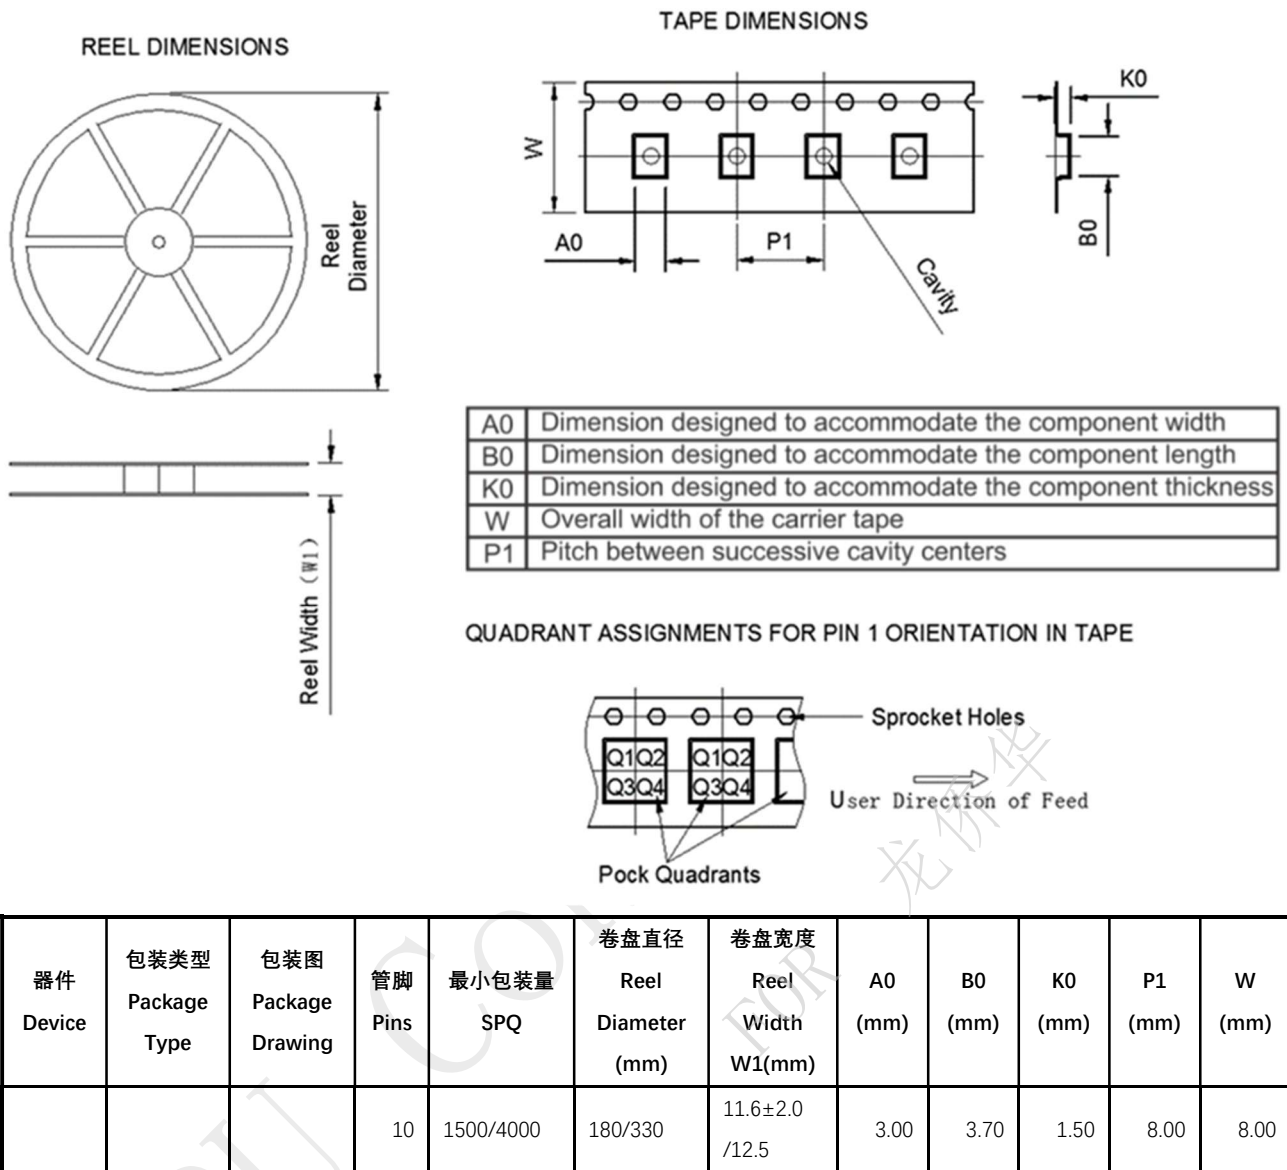 REEL DIMENSIONS
TAPE DIMENSIONS
Reel
Diameter
W
A0
P1
Cavity
K0
B0
Reel Width (W1)
A0 Dimension designed to accommodate the component width
B0 Dimension designed to accommodate the component length
K0 Dimension designed to accommodate the component thickness
W Overall width of the carrier tape
P1 Pitch between successive cavity centers
QUADRANT ASSIGNMENTS FOR PIN 1 ORIENTATION IN TAPE
Sprocket Holes
Q1 Q2 Q1 Q2
Q3 Q4 Q3 Q4
User Direction of Feed
Pock Quadrants
龙侨华
FOR
器件 Device
包装类型 Package Type
包装图 Package Drawing
管脚 Pins
最小包装量 SPQ
卷盘直径 Reel Diameter (mm)
卷盘宽度 Reel Width W1(mm)
A0 (mm)
B0 (mm)
K0 (mm)
P1 (mm)
W (mm)
10 1500/4000 180/330 11.6±2.0 /12.5 3.00 3.70 1.50 8.00 8.00